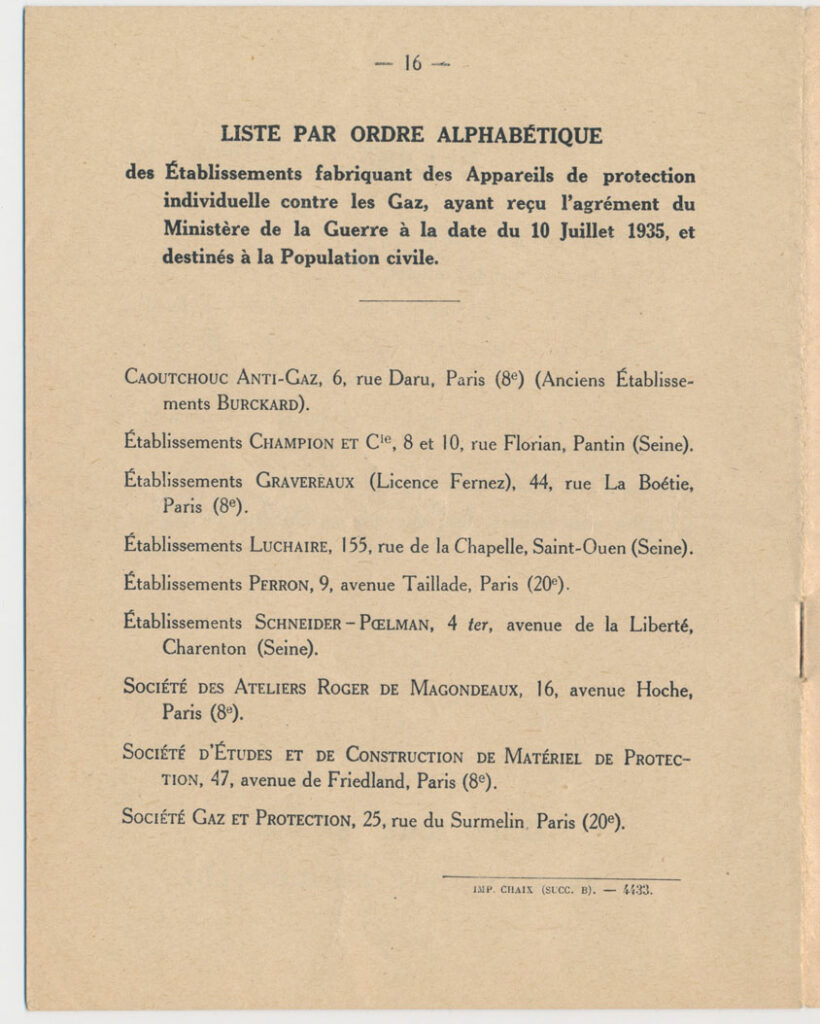 — 16 —
LISTE PAR ORDRE ALPHABÉTIQUE
des Établissements fabriquant des Appareils de protection
individuelle contre les Gaz, ayant reçu l'agrément du
Ministère de la Guerre à la date du 10 Juillet 1935, et
destinés à la Population civile.
CAOUTCHOUC ANTI-GAZ, 6, rue Daru, Paris (8e) (Anciens Établisse-
ments BURCKARD).
Établissements CHAMPION ET Cie, 8 et 10, rue Florian, Pantin (Seine).
Établissements GRAVEREAUX (Licence Fernez), 44, rue La Boétie,
Paris (8e).
Établissements LUCHAIRE, 155, rue de la Chapelle, Saint-Ouen (Seine).
Établissements PERRON, 9, avenue Taillade, Paris (20e).
Établissements SCHNEIDER-PŒLMAN, 4 ter, avenue de la Liberté,
Charenton (Seine).
SOCIÉTÉ DES ATELIERS ROGER DE MAGONDEAUX, 16, avenue Hoche,
Paris (8e).
SOCIÉTÉ D'ÉTUDES ET DE CONSTRUCTION DE MATÉRIEL DE PROTEC-
TION, 47, avenue de Friedland, Paris (8e).
SOCIÉTÉ GAZ ET PROTECTION, 25, rue du Surmelin, Paris (20e).
IMP. CHAIX (SUCC. B). — 4433.